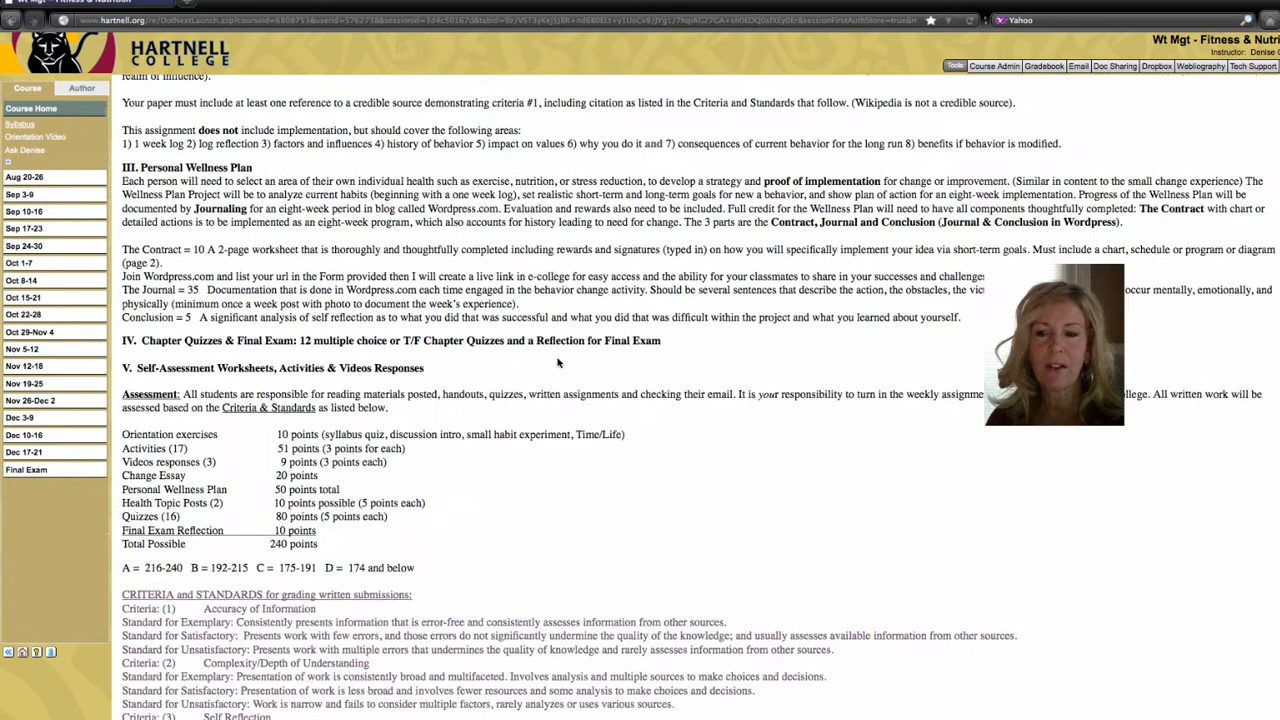 Yahoo
HARTNELL
COLLEGE
Wt Mgt - Fitness & Nutri
Instructor: Denise
Tools: Course Admin Gradebook Email Doc Sharing Dropbox Webliography Tech Support
Course Author
Course Home
Syllabus
Orientation Video
Ask Denise
Aug 20-26
Sep 3-9
Sep 10-16
Sep 17-23
Sep 24-30
Oct 1-7
Oct 8-14
Oct 15-21
Oct 22-28
Oct 29-Nov 4
Nov 5-12
Nov 12-18
Nov 19-25
Nov 26-Dec 2
Dec 3-9
Dec 10-16
Dec 17-21
Final Exam
realm of influence).
Your paper must include at least one reference to a credible source demonstrating criteria #1, including citation as listed in the Criteria and Standards that follow. (Wikipedia is not a credible source).
This assignment does not include implementation, but should cover the following areas:
1) 1 week log 2) log reflection 3) factors and influences 4) history of behavior 5) impact on values 6) why you do it and 7) consequences of current behavior for the long run 8) benefits if behavior is modified.
III. Personal Wellness Plan
Each person will need to select an area of their own individual health such as exercise, nutrition, or stress reduction, to develop a strategy and proof of implementation for change or improvement. (Similar in content to the small change experience) The
Wellness Plan Project will be to analyze current habits (beginning with a one week log), set realistic short-term and long-term goals for new a behavior, and show plan of action for an eight-week implementation. Progress of the Wellness Plan will be
documented by Journaling for an eight-week period in blog called Wordpress.com. Evaluation and rewards also need to be included. Full credit for the Wellness Plan will need to have all components thoughtfully completed: The Contract with chart or
detailed actions is to be implemented as an eight-week program, which also accounts for history leading to need for change. The 3 parts are the Contract, Journal and Conclusion (Journal & Conclusion in Wordpress).
The Contract = 10 A 2-page worksheet that is thoroughly and thoughtfully completed including rewards and signatures (typed in) on how you will specifically implement your idea via short-term goals. Must include a chart, schedule or program or diagram
(page 2).
Join Wordpress.com and list your url in the Form provided then I will create a live link in e-college for easy access and the ability for your classmates to share in your successes and challenges
The Journal = 35 Documentation that is done in Wordpress.com each time engaged in the behavior change activity. Should be several sentences that describe the action, the obstacles, the occur mentally, emotionally, and
physically (minimum once a week post with photo to document the week's experience).
Conclusion = 5 A significant analysis of self reflection as to what you did that was successful and what you did that was difficult within the project and what you learned about yourself.
IV. Chapter Quizzes & Final Exam: 12 multiple choice or T/F Chapter Quizzes and a Reflection for Final Exam
V. Self-Assessment Worksheets, Activities & Videos Responses
Assessment: All students are responsible for reading materials posted, handouts, quizzes, written assignments and checking their email. It is your responsibility to turn in the weekly assignme llege. All written work will be
assessed based on the Criteria & Standards as listed below.
Orientation exercises 10 points (syllabus quiz, discussion intro, small habit experiment, Time/Life)
Activities (17) 51 points (3 points for each)
Videos responses (3) 9 points (3 points each)
Change Essay 20 points
Personal Wellness Plan 50 points total
Health Topic Posts (2) 10 points possible (5 points each)
Quizzes (16) 80 points (5 points each)
Final Exam Reflection 10 points
Total Possible 240 points
A = 216-240 B = 192-215 C = 175-191 D = 174 and below
CRITERIA and STANDARDS for grading written submissions:
Criteria: (1) Accuracy of Information
Standard for Exemplary: Consistently presents information that is error-free and consistently assesses information from other sources.
Standard for Satisfactory: Presents work with few errors, and those errors do not significantly undermine the quality of the knowledge; and usually assesses available information from other sources.
Standard for Unsatisfactory: Presents work with multiple errors that undermines the quality of knowledge and rarely assesses information from other sources.
Criteria: (2) Complexity/Depth of Understanding
Standard for Exemplary: Presentation of work is consistently broad and multifaceted. Involves analysis and multiple sources to make choices and decisions.
Standard for Satisfactory: Presentation of work is less broad and involves fewer resources and some analysis to make choices and decisions.
Standard for Unsatisfactory: Work is narrow and fails to consider multiple factors, rarely analyzes or uses various sources.
Criteria: (3) Self Reflection